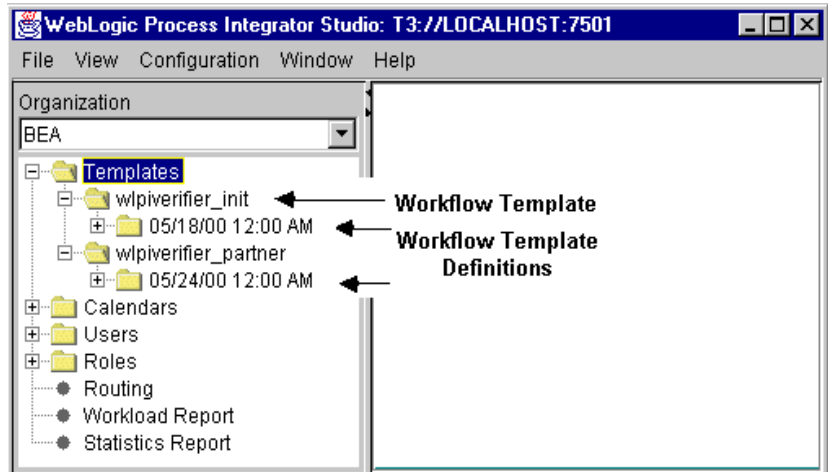 WebLogic Process Integrator Studio: T3://LOCALHOST:7501
File View Configuration Window Help
Organization
BEA
Templates
wlpiverifier_init
Workflow Template
05/18/00 12:00 AM
Workflow Template
Definitions
wlpiverifier_partner
05/24/00 12:00 AM
Calendars
Users
Roles
Routing
Workload Report
Statistics Report